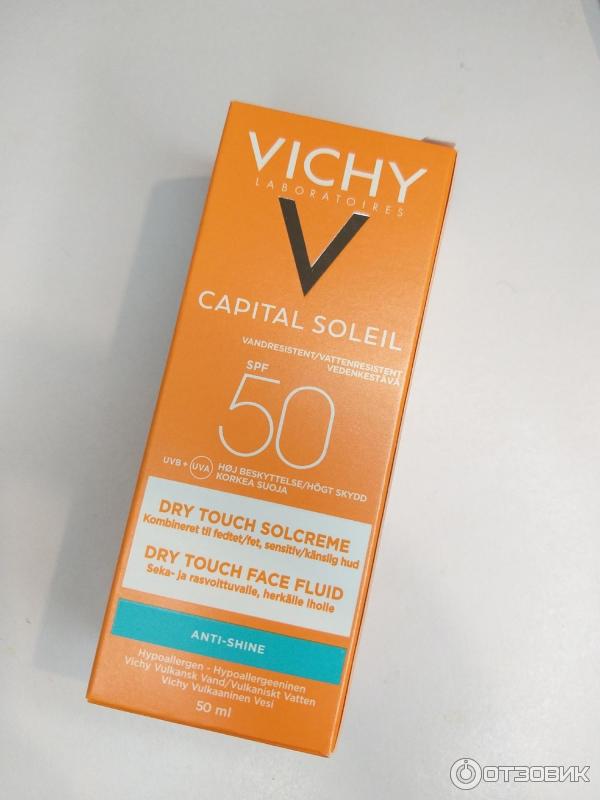 VICHY
LABORATOIRES
CAPITAL SOLEIL
VANDRESISTENT/VATTENRESISTENT
VEDENKESTÄVÄ
SPF
50
UVB + UVA
HØJ BESKYTTELSE/HÖGT SKYDD
KORKEA SUOJA
DRY TOUCH SOLCREME
Kombineret til fedtet/fet, sensitiv/känslig hud
DRY TOUCH FACE FLUID
Seka- ja rasvoittuvalle, herkälle iholle
ANTI-SHINE
Hypoallergen - Hypoallergeeninen
Vichy Vulkansk Vand/Vulkaniskt Vatten
Vichy Vulkaaninen Vesi
50 ml
ОТЗОВИК